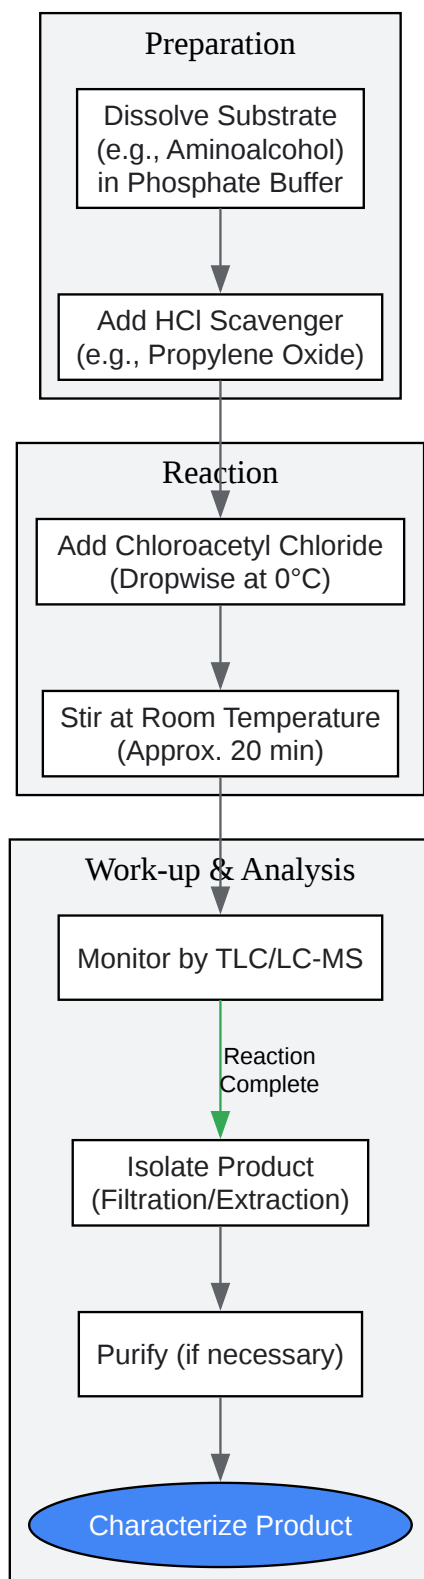 Preparation
Dissolve Substrate
(e.g., Aminoalcohol)
in Phosphate Buffer
Add HCl Scavenger
(e.g., Propylene Oxide)
Reaction
Add Chloroacetyl Chloride
(Dropwise at 0°C)
Stir at Room Temperature
(Approx. 20 min)
Work-up & Analysis
Monitor by TLC/LC-MS
Reaction
Complete
Isolate Product
(Filtration/Extraction)
Purify (if necessary)
Characterize Product